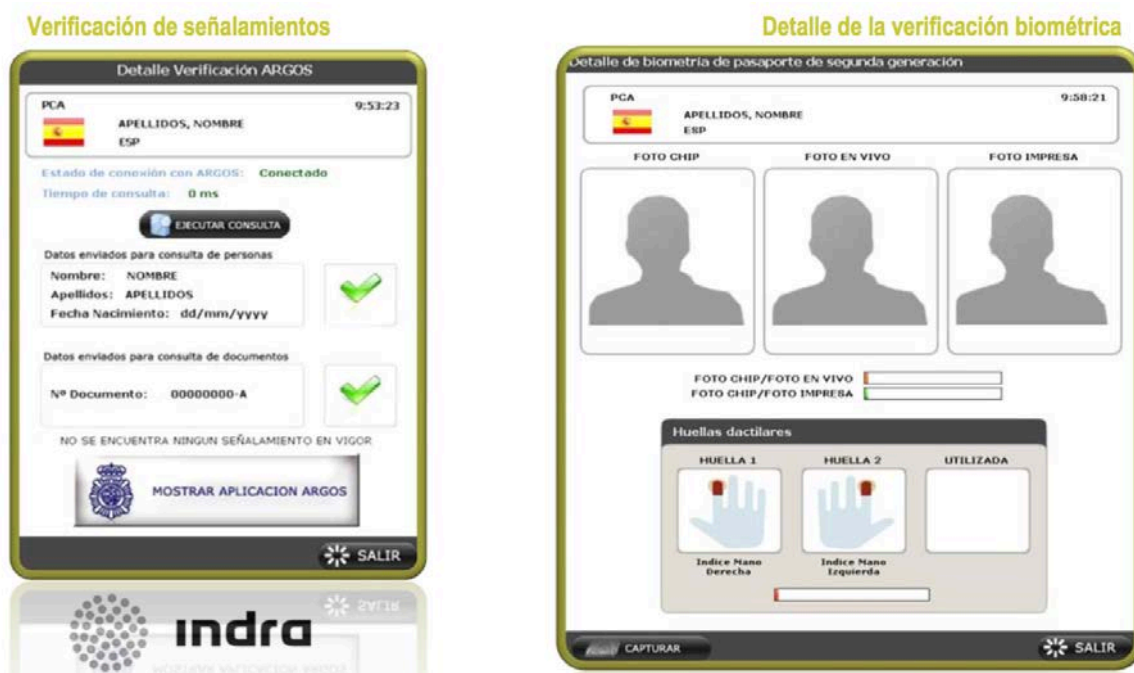 Verificación de señalamientos
Detalle Verificación ARGOS
PCA 9:53:23
APELLIDOS, NOMBRE
ESP
Estado de conexión con ARGOS: Conectado
Tiempo de consulta: 0 ms
EJECUTAR CONSULTA
Datos enviados para consulta de personas
Nombre: NOMBRE
Apellidos: APELLIDOS
Fecha Nacimiento: dd/mm/yyyy
Datos enviados para consulta de documentos
Nº Documento: 00000000-A
NO SE ENCUENTRA NINGUN SEÑALAMIENTO EN VIGOR
MOSTRAR APLICACION ARGOS
SALIR
indra
Detalle de la verificación biométrica
Detalle de biometria de pasaporte de segunda generación
PCA 9:58:21
APELLIDOS, NOMBRE
ESP
FOTO CHIP FOTO EN VIVO FOTO IMPRESA
FOTO CHIP/FOTO EN VIVO
FOTO CHIP/FOTO IMPRESA
Huellas dactilares
HUELLA 1 HUELLA 2 UTILIZADA
Indice Mano Derecha
Indice Mano Izquierda
CAPTURAR
SALIR